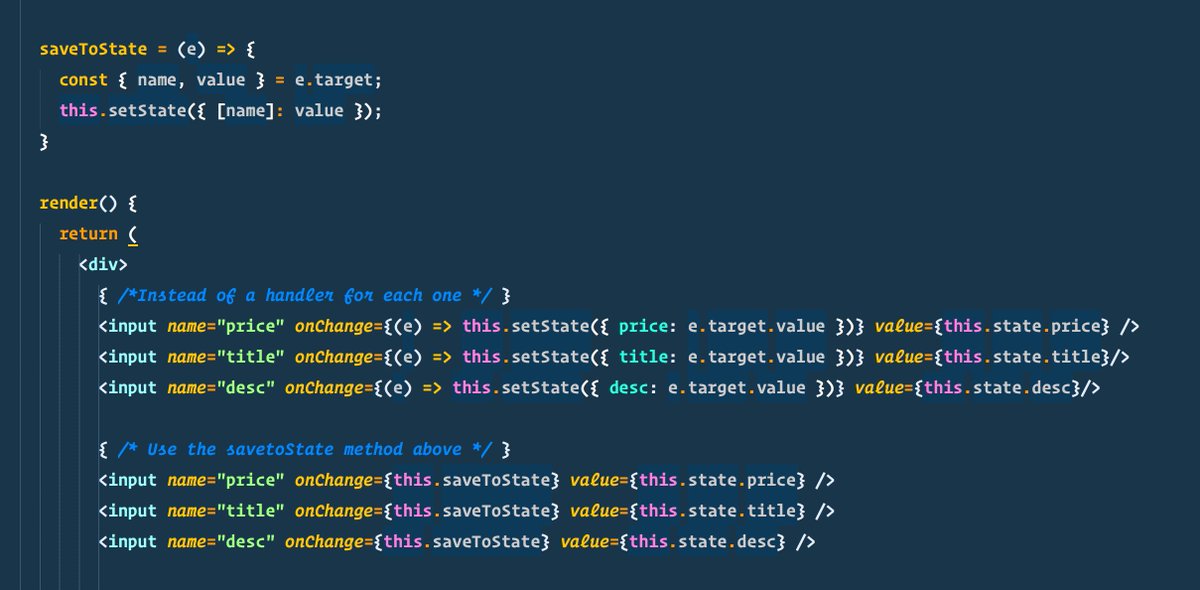 saveToState = (e) => {
const { name, value } = e.target;
this.setState({ [name]: value });
}
render() {
return (
<div>
{ /*Instead of a handler for each one */ }
<input name="price" onChange={(e) => this.setState({ price: e.target.value })} value={this.state.price} />
<input name="title" onChange={(e) => this.setState({ title: e.target.value })} value={this.state.title}/>
<input name="desc" onChange={(e) => this.setState({ desc: e.target.value })} value={this.state.desc}/>
{ /* Use the savetoState method above */ }
<input name="price" onChange={this.saveToState} value={this.state.price} />
<input name="title" onChange={this.saveToState} value={this.state.title} />
<input name="desc" onChange={this.saveToState} value={this.state.desc} />